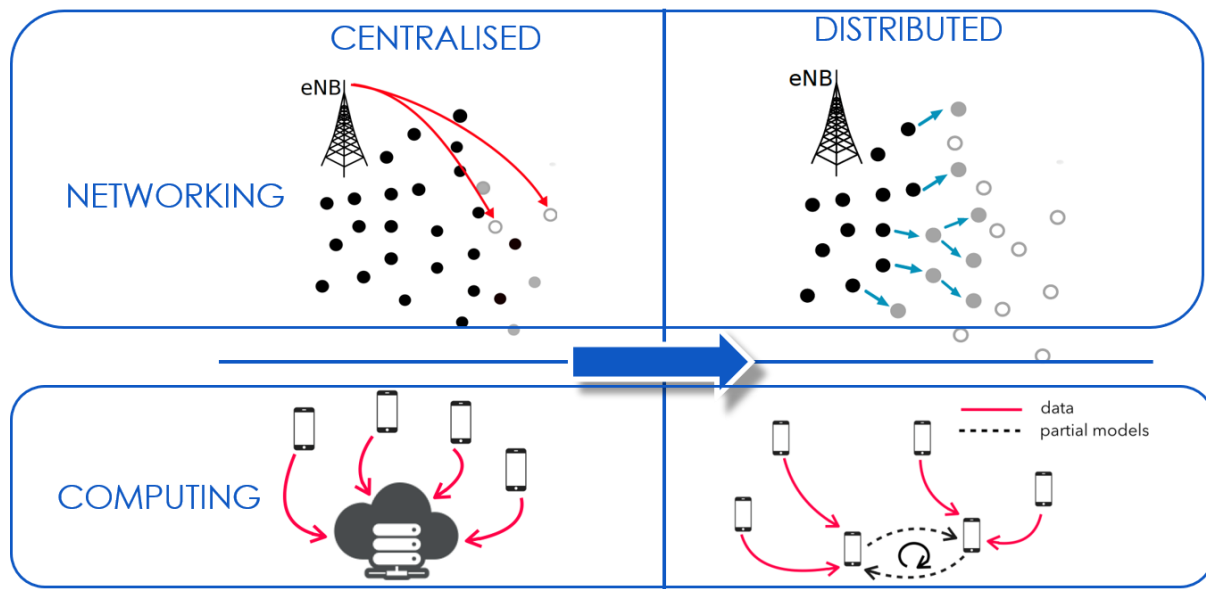 CENTRALISED
DISTRIBUTED
eNB
eNB
NETWORKING
data
partial models
COMPUTING